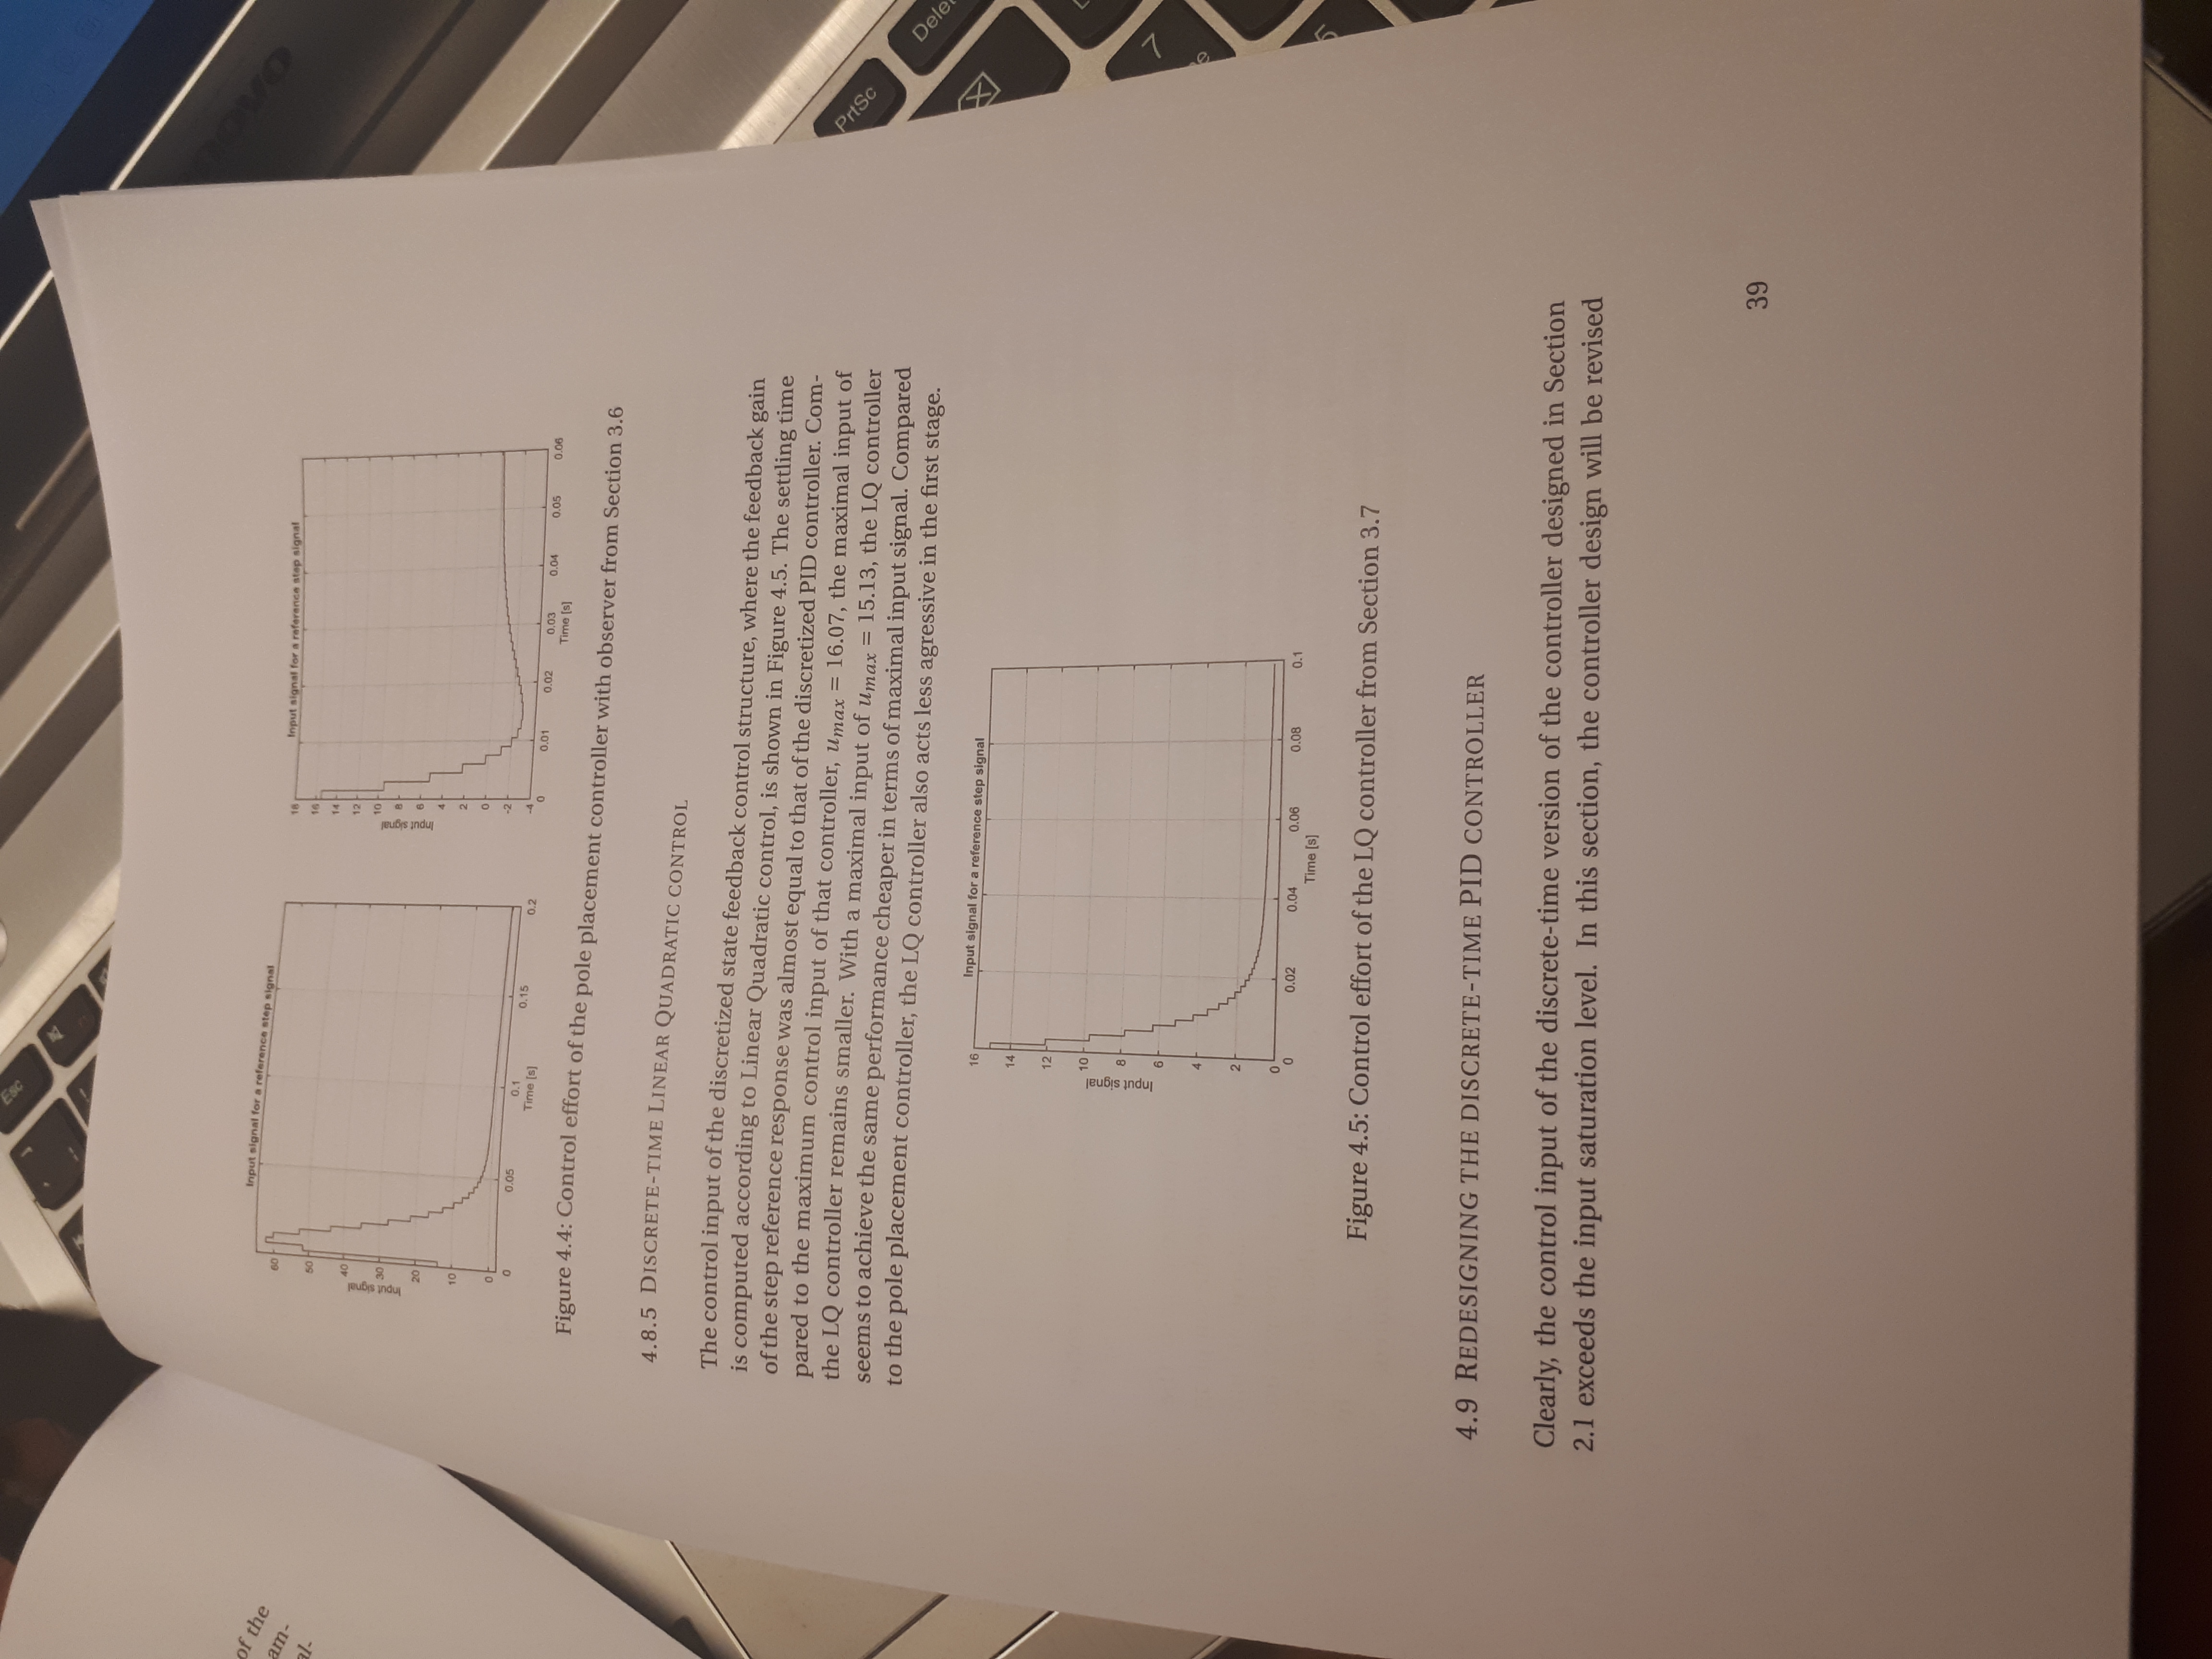 of the
am-
al-
Esc
Input signal for a reference step signal
60
50
40
30
20
10
0
Input signal
0 0.05 0.1 0.15 0.2
Time [s]
Input signal for a reference step signal
18
16
14
12
10
8
6
4
2
0
-2
-4
Input signal
0 0.01 0.02 0.03 0.04 0.05 0.06
Time [s]
Figure 4.4: Control effort of the pole placement controller with observer from Section 3.6
4.8.5 DISCRETE-TIME LINEAR QUADRATIC CONTROL
The control input of the discretized state feedback control structure, where the feedback gain
is computed according to Linear Quadratic control, is shown in Figure 4.5. The settling time
of the step reference response was almost equal to that of the discretized PID controller. Com-
pared to the maximum control input of that controller, umax = 16.07, the maximal input of
the LQ controller remains smaller. With a maximal input of umax = 15.13, the LQ controller
seems to achieve the same performance cheaper in terms of maximal input signal. Compared
to the pole placement controller, the LQ controller also acts less agressive in the first stage.
Input signal for a reference step signal
16
14
12
10
8
6
4
2
0
Input signal
0 0.02 0.04 0.06 0.08 0.1
Time [s]
Figure 4.5: Control effort of the LQ controller from Section 3.7
4.9 REDESIGNING THE DISCRETE-TIME PID CONTROLLER
Clearly, the control input of the discrete-time version of the controller designed in Section
2.1 exceeds the input saturation level. In this section, the controller design will be revised
39
PrtSc
Dele
7
5